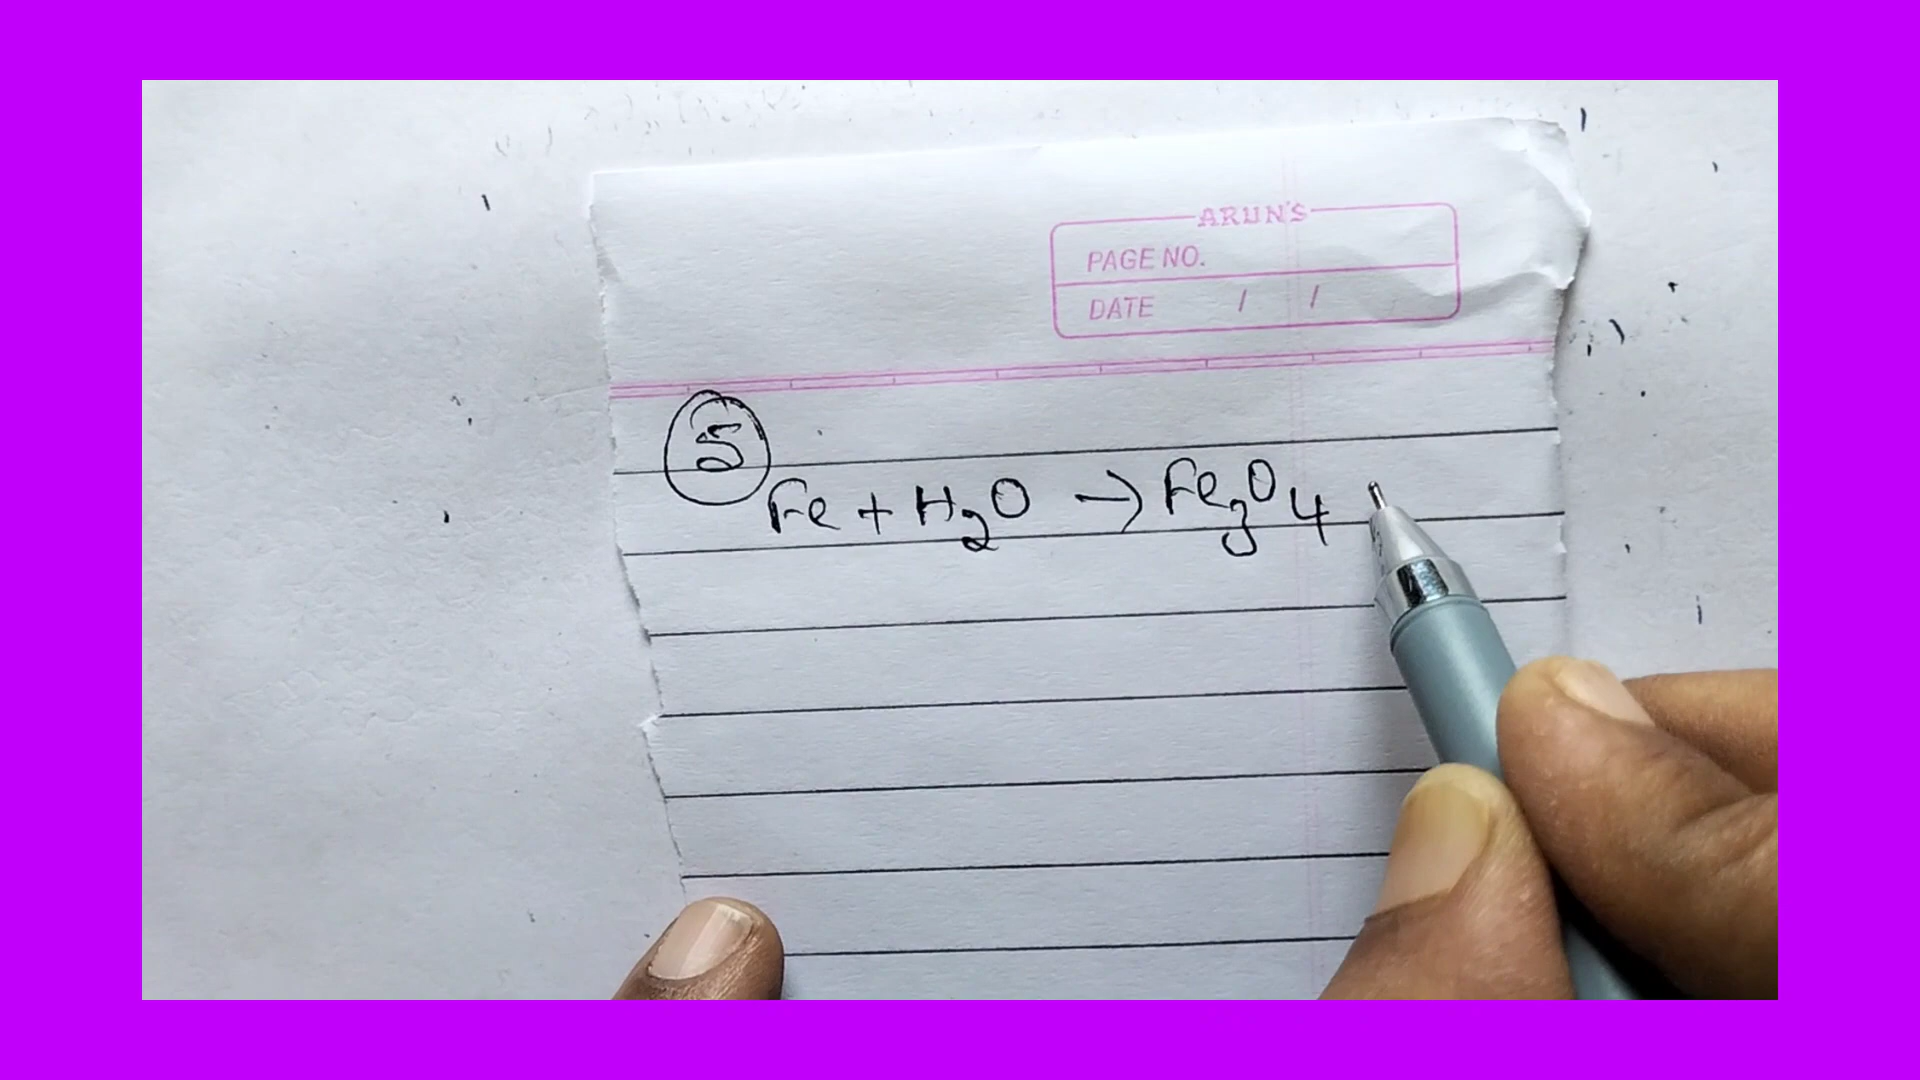 ARUN'S
PAGE NO.
DATE / /
5
Fe + H₂O → Fe₃O₄